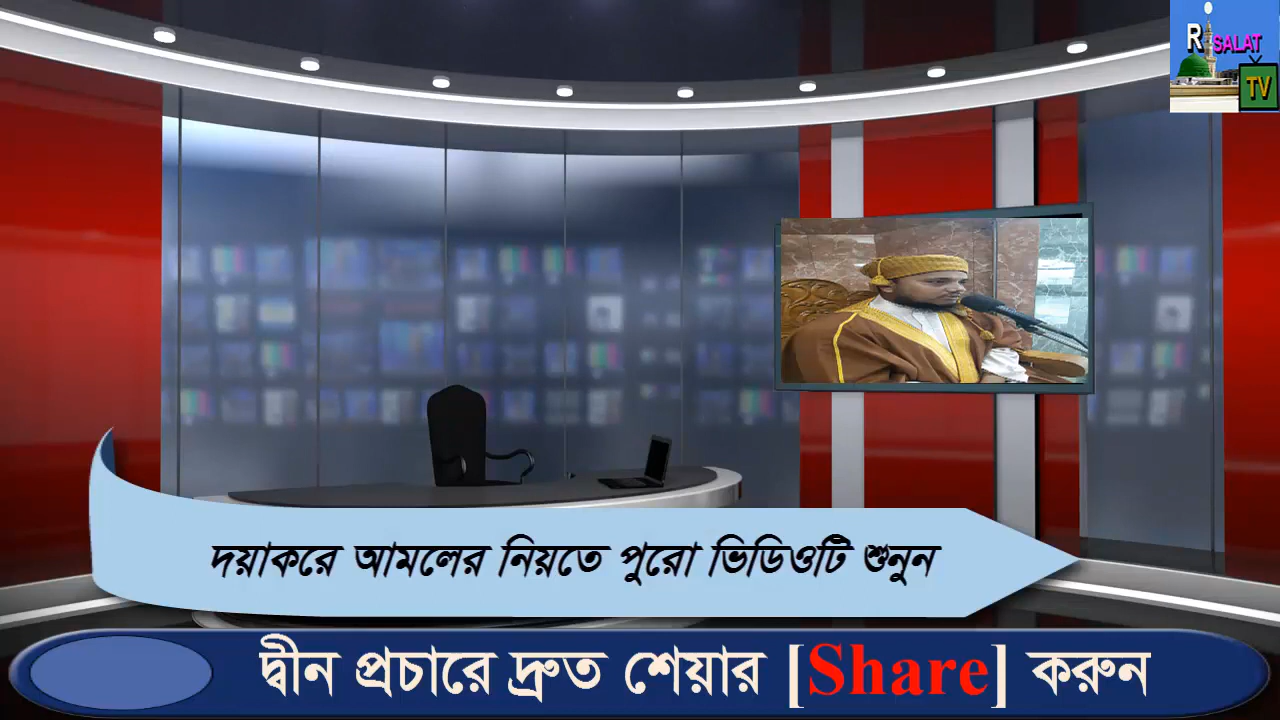 RiSALAT
TV
দয়াকরে আমলের নিয়তে পুরো ভিডিওটি শুনুন
দ্বীন প্রচারে দ্রুত শেয়ার [Share] করুন